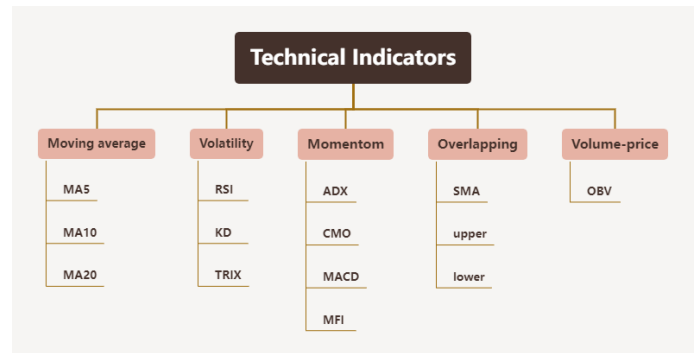 Technical Indicators
Moving average
Volatility
Momentom
Overlapping
Volume-price
MA5
RSI
ADX
SMA
OBV
MA10
KD
CMO
upper
MA20
TRIX
MACD
lower
MFI